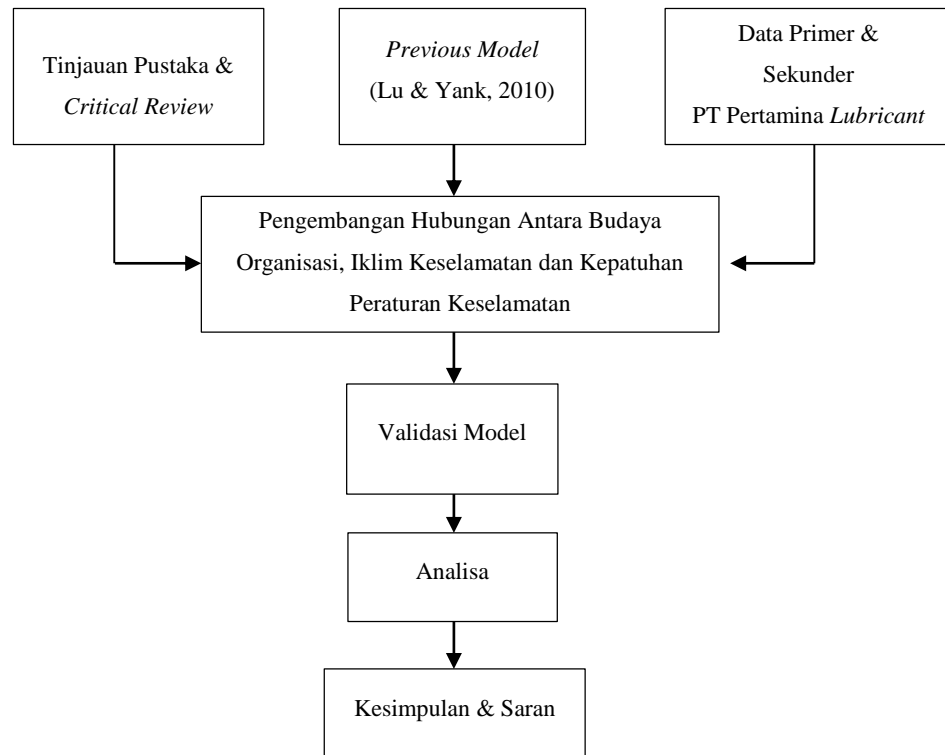 Tinjauan Pustaka &
Critical Review
Previous Model
(Lu & Yank, 2010)
Data Primer &
Sekunder
PT Pertamina Lubricant
Pengembangan Hubungan Antara Budaya
Organisasi, Iklim Keselamatan dan Kepatuhan
Peraturan Keselamatan
Validasi Model
Analisa
Kesimpulan & Saran